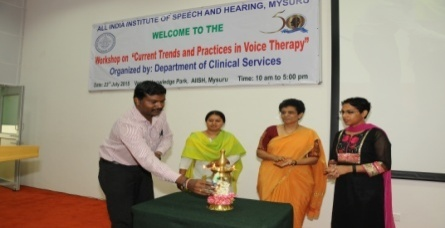 ALL INDIA INSTITUTE OF SPEECH AND HEARING, MYSURU
WELCOME TO THE
Workshop on "Current Trends and Practices in Voice Therapy"
Organized by: Department of Clinical Services
Date: 23rd July 2015 Knowledge Park, AIISH, Mysuru Time: 10 am to 5:00 pm
50